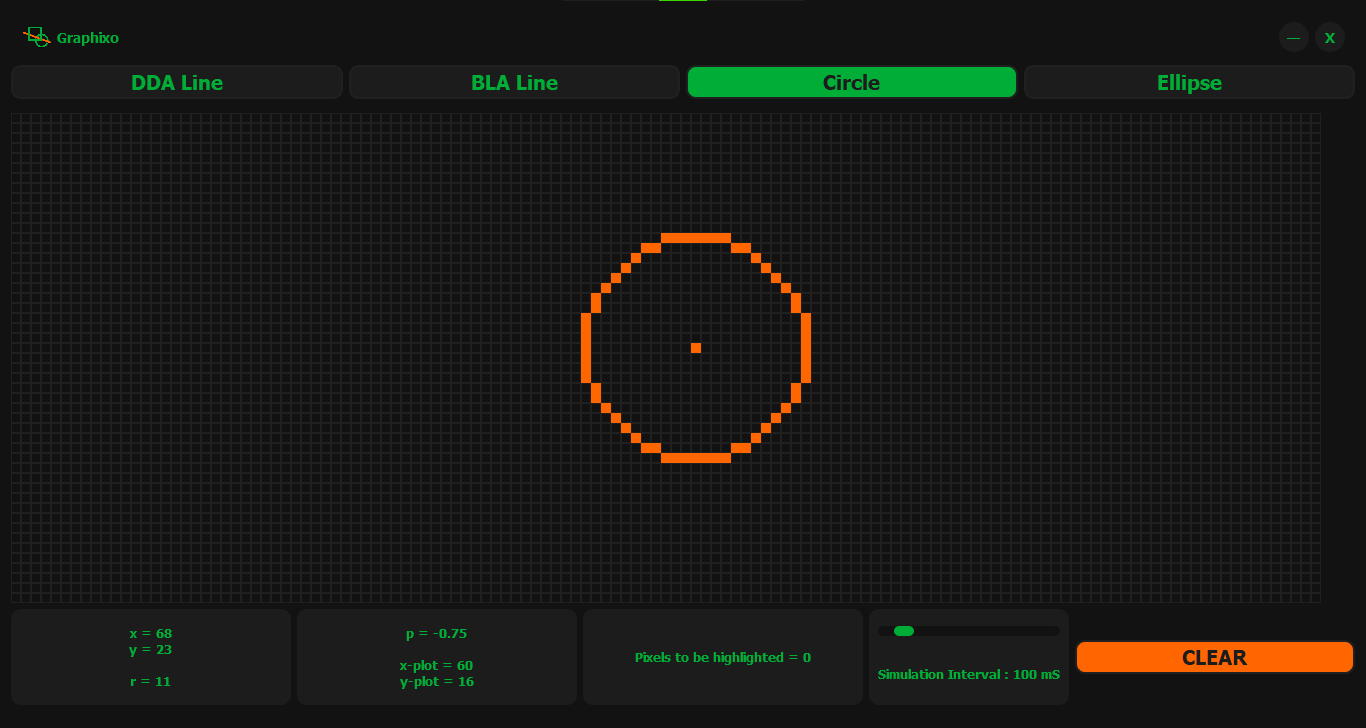 Graphixo
— X
DDA Line
BLA Line
Circle
Ellipse
x = 68
y = 23
r = 11
p = -0.75
x-plot = 60
y-plot = 16
Pixels to be highlighted = 0
Simulation Interval : 100 mS
CLEAR